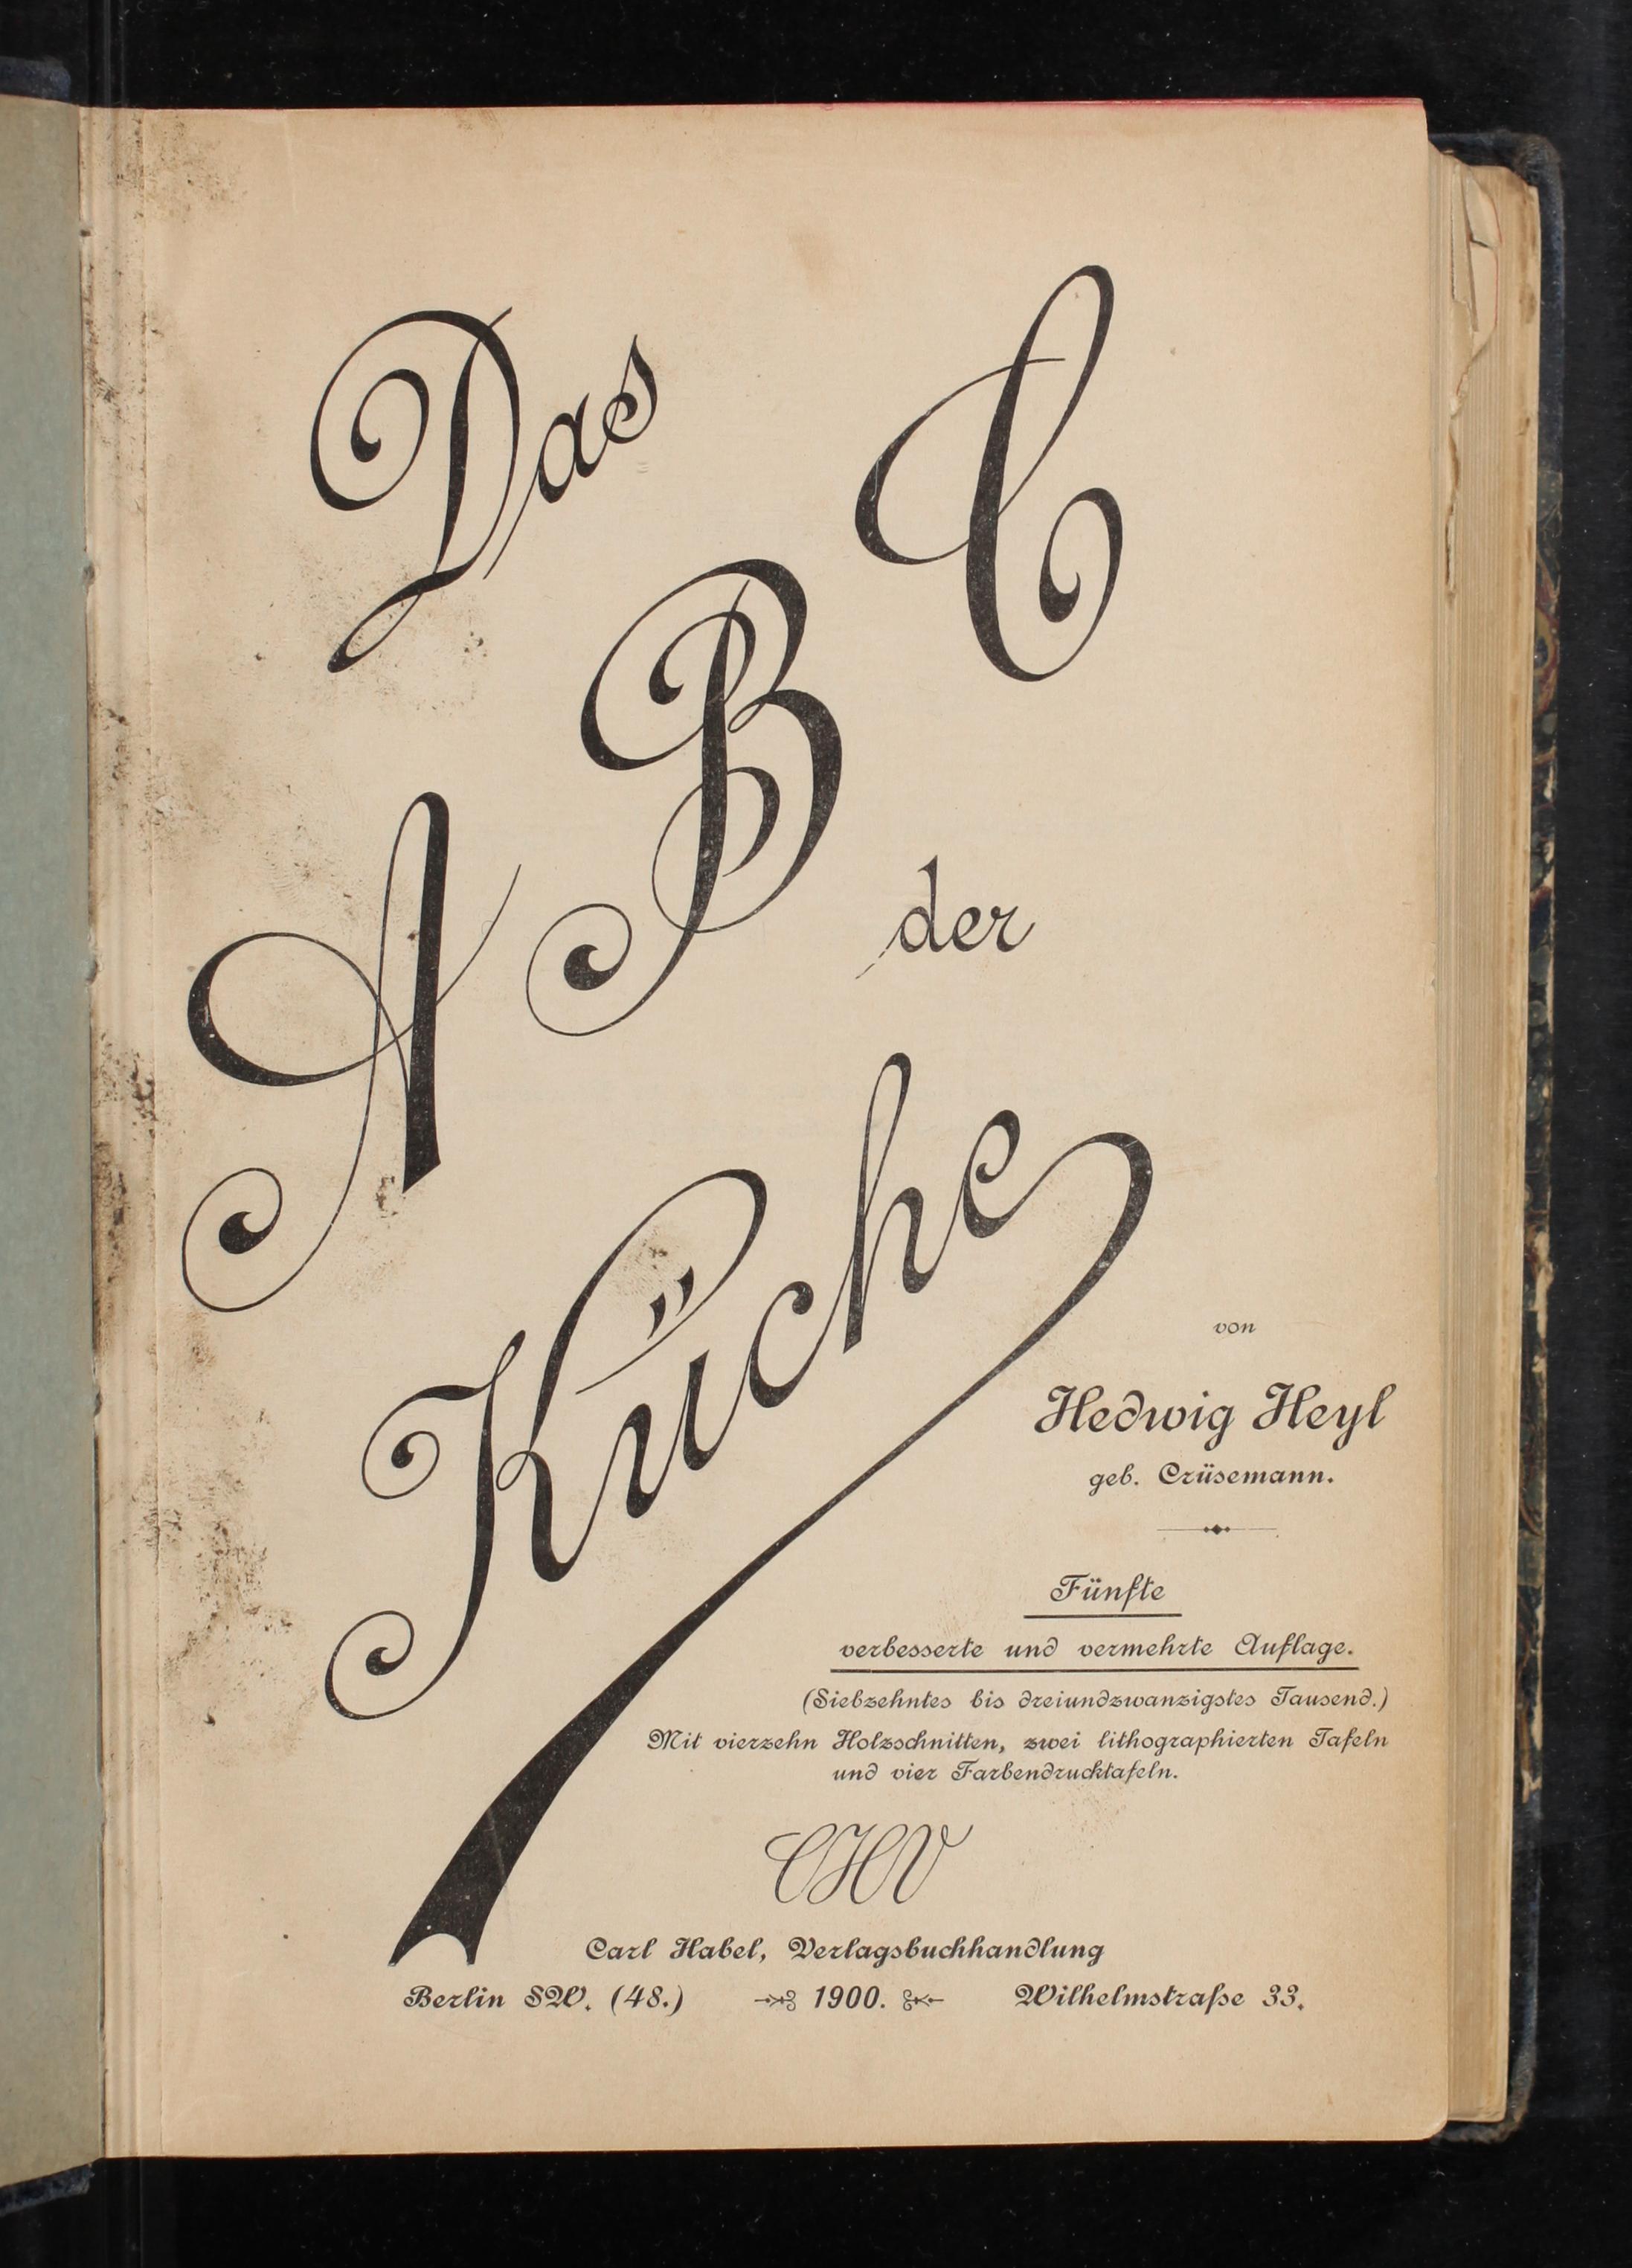 Das
A B C
der
Küche
von
Hedwig Heyl
geb. Crüsemann.
Fünfte
verbesserte und vermehrte Auflage.
(Siebzehntes bis dreiundzwanzigstes Tausend.)
Mit vierzehn Holzschnitten, zwei lithographierten Tafeln
und vier Farbendrucktafeln.
CHV
Carl Habel, Verlagsbuchhandlung
Berlin SW. (48.) 1900. Wilhelmstraße 33.